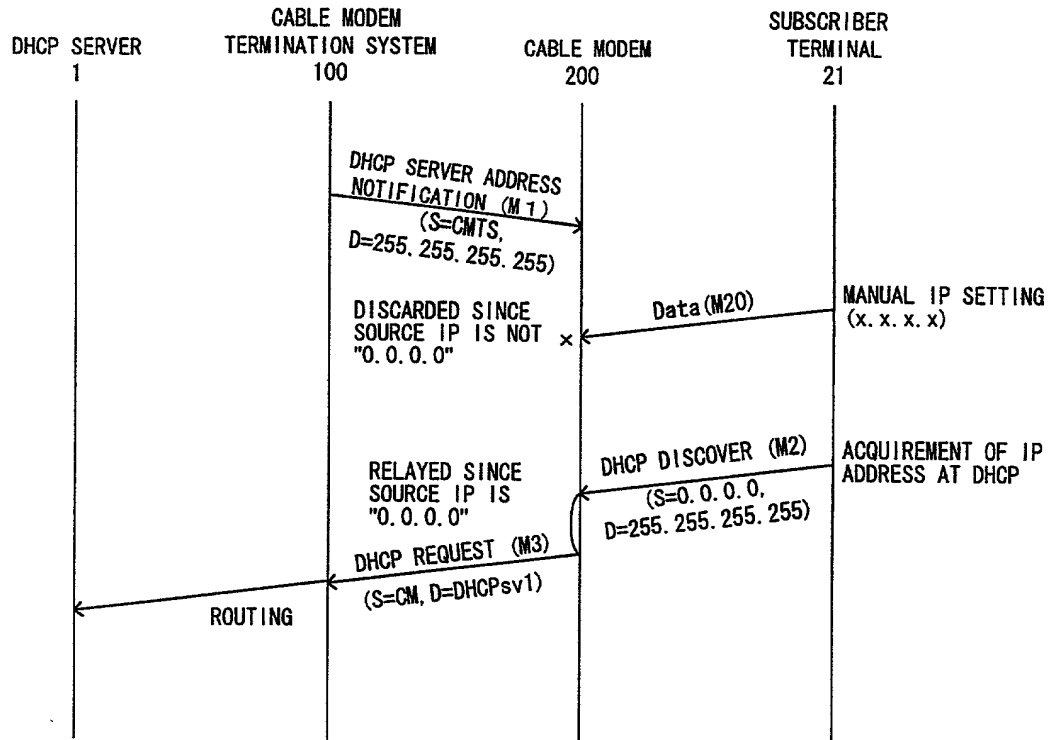 DHCP SERVER
1
CABLE MODEM
TERMINATION SYSTEM
100
CABLE MODEM
200
SUBSCRIBER
TERMINAL
21
DHCP SERVER ADDRESS
NOTIFICATION (M1)
(S=CMTS,
D=255.255.255.255)
DISCARDED SINCE
SOURCE IP IS NOT
"0.0.0.0"
×
Data(M20)
MANUAL IP SETTING
(x.x.x.x)
RELAYED SINCE
SOURCE IP IS
"0.0.0.0"
DHCP DISCOVER (M2)
(S=0.0.0.0,
D=255.255.255.255)
ACQUIREMENT OF IP
ADDRESS AT DHCP
DHCP REQUEST (M3)
(S=CM, D=DHCPsv1)
ROUTING